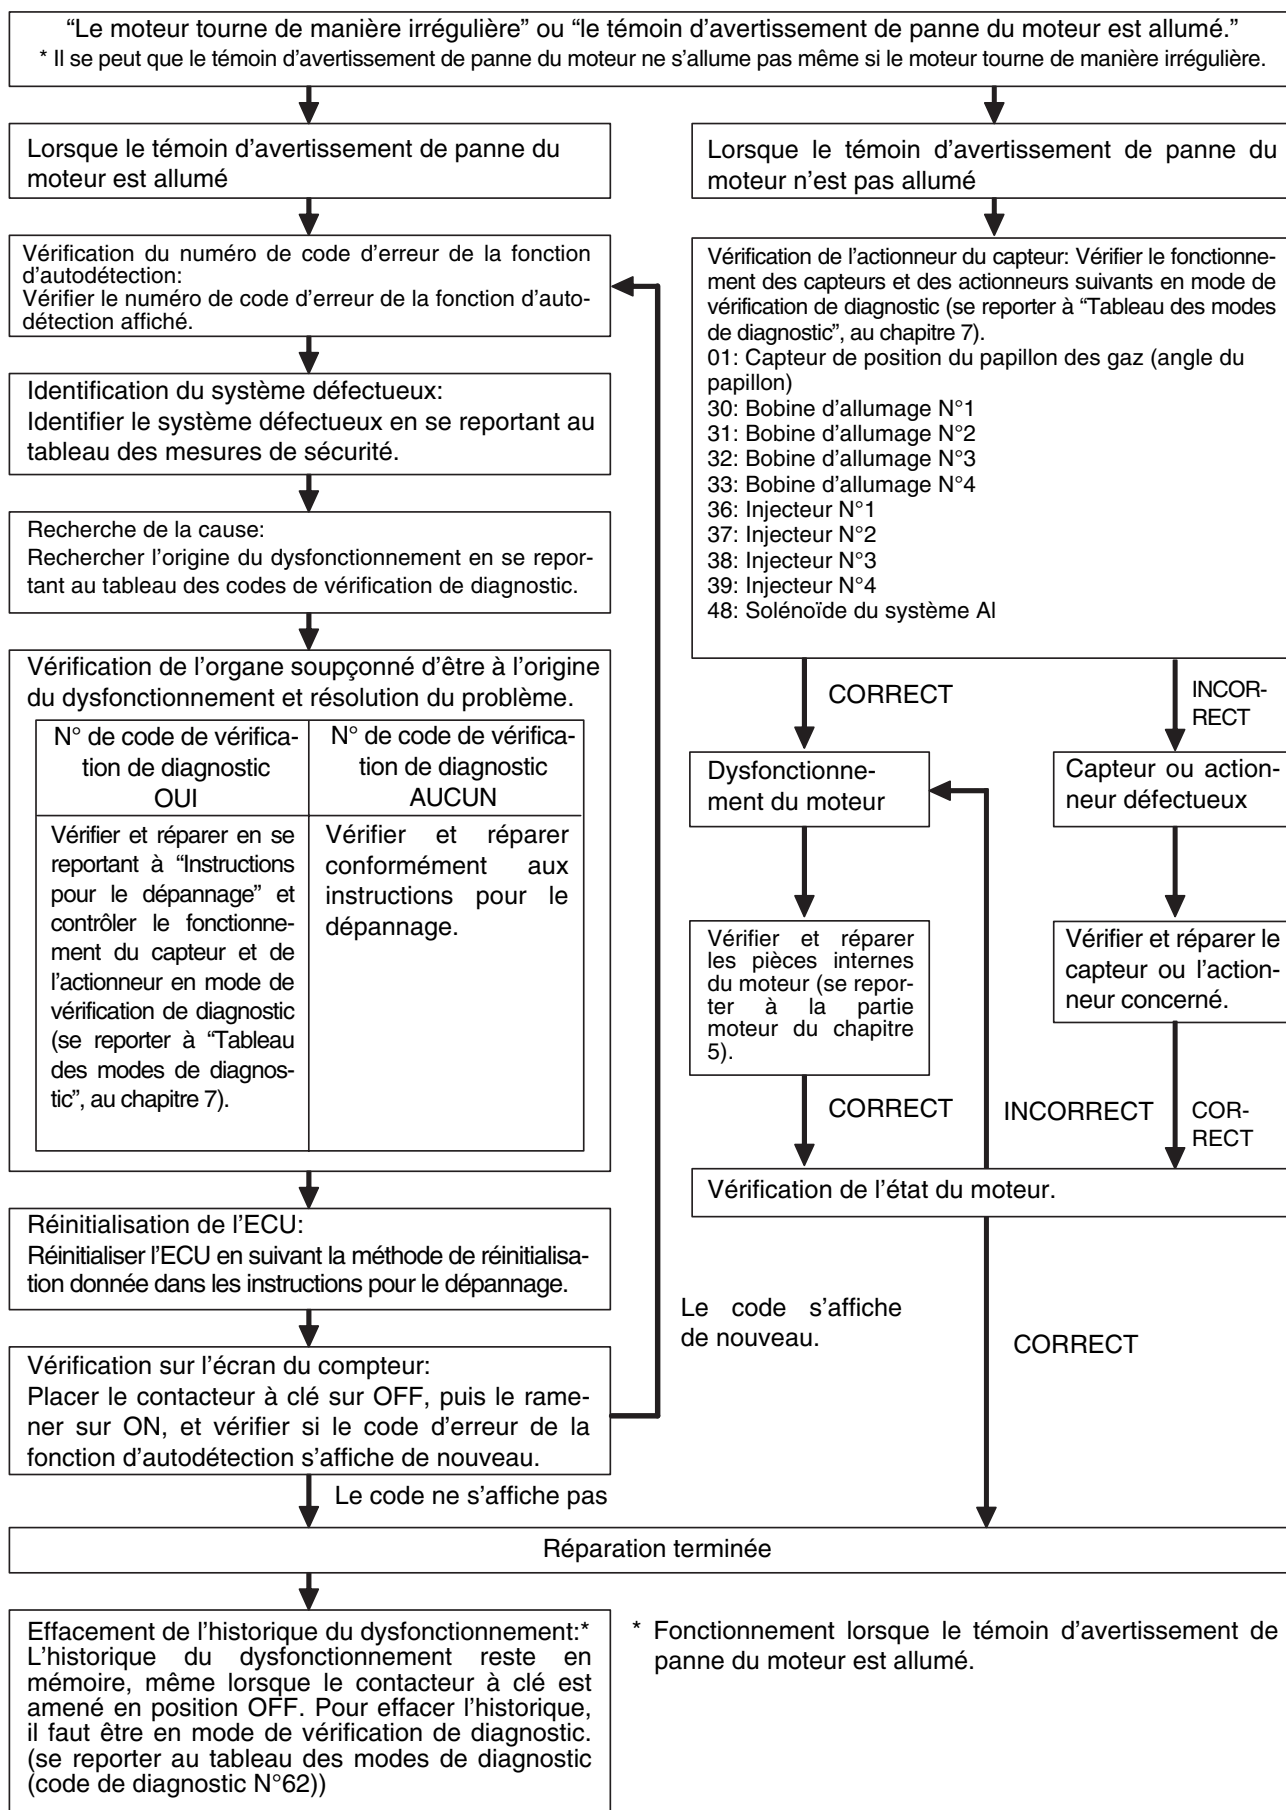 “Le moteur tourne de manière irrégulière” ou “le témoin d’avertissement de panne du moteur est allumé.”
* Il se peut que le témoin d’avertissement de panne du moteur ne s’allume pas même si le moteur tourne de manière irrégulière.
Lorsque le témoin d’avertissement de panne du
moteur est allumé
Vérification du numéro de code d’erreur de la fonction
d’autodétection:
Vérifier le numéro de code d’erreur de la fonction d’auto-
détection affiché.
Identification du système défectueux:
Identifier le système défectueux en se reportant au
tableau des mesures de sécurité.
Recherche de la cause:
Rechercher l’origine du dysfonctionnement en se repor-
tant au tableau des codes de vérification de diagnostic.
Vérification de l’organe soupçonné d’être à l’origine
du dysfonctionnement et résolution du problème.
N° de code de vérifica-
tion de diagnostic
OUI
N° de code de vérifica-
tion de diagnostic
AUCUN
Vérifier et réparer en se
reportant à “Instructions
pour le dépannage” et
contrôler le fonctionne-
ment du capteur et de
l’actionneur en mode de
vérification de diagnostic
(se reporter à “Tableau
des modes de diagnos-
tic”, au chapitre 7).
Vérifier et réparer
conformément aux
instructions pour le
dépannage.
Réinitialisation de l’ECU:
Réinitialiser l’ECU en suivant la méthode de réinitialisa-
tion donnée dans les instructions pour le dépannage.
Vérification sur l’écran du compteur:
Placer le contacteur à clé sur OFF, puis le rame-
ner sur ON, et vérifier si le code d’erreur de la
fonction d’autodétection s’affiche de nouveau.
Le code ne s’affiche pas
Lorsque le témoin d’avertissement de panne du
moteur n’est pas allumé
Vérification de l’actionneur du capteur: Vérifier le fonctionne-
ment des capteurs et des actionneurs suivants en mode de
vérification de diagnostic (se reporter à “Tableau des modes
de diagnostic”, au chapitre 7).
01: Capteur de position du papillon des gaz (angle du
papillon)
30: Bobine d’allumage N°1
31: Bobine d’allumage N°2
32: Bobine d’allumage N°3
33: Bobine d’allumage N°4
36: Injecteur N°1
37: Injecteur N°2
38: Injecteur N°3
39: Injecteur N°4
48: Solénoïde du système AI
CORRECT
INCOR-
RECT
Dysfonctionne-
ment du moteur
Capteur ou action-
neur défectueux
Vérifier et réparer
les pièces internes
du moteur (se repor-
ter à la partie
moteur du chapitre
5).
Vérifier et réparer le
capteur ou l’action-
neur concerné.
CORRECT
INCORRECT
COR-
RECT
Vérification de l’état du moteur.
Le code s’affiche
de nouveau.
CORRECT
Réparation terminée
Effacement de l’historique du dysfonctionnement:*
L’historique du dysfonctionnement reste en
mémoire, même lorsque le contacteur à clé est
amené en position OFF. Pour effacer l’historique,
il faut être en mode de vérification de diagnostic.
(se reporter au tableau des modes de diagnostic
(code de diagnostic N°62))
* Fonctionnement lorsque le témoin d’avertissement de
panne du moteur est allumé.